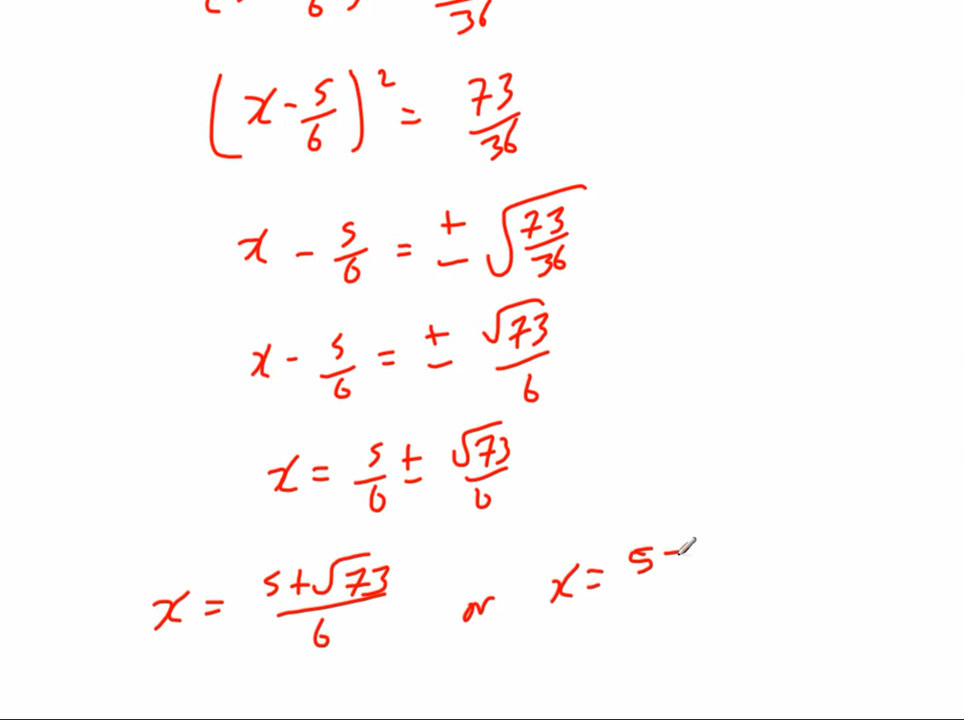 (x - 5/6)² = 73/36
x - 5/6 = ± √(73/36)
x - 5/6 = ± √73/6
x = 5/6 ± √73/6
x = (5+√73)/6 or x = 5 -